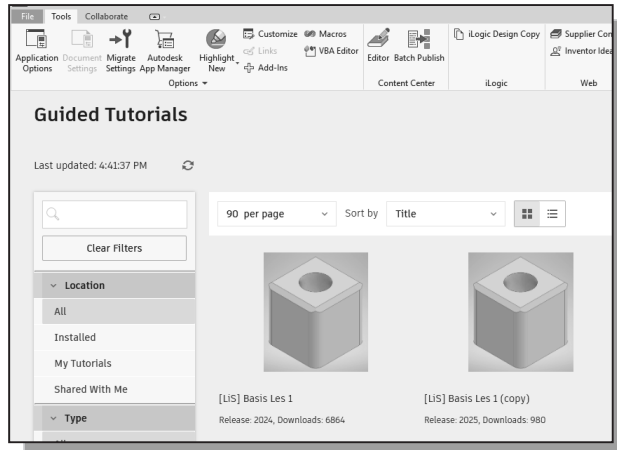 File Tools Collaborate
Customize Macros iLogic Design Copy Supplier
Links VBA Editor Inventor
Add-Ins
Application Options
Document Settings
Migrate Settings
Autodesk App Manager
Highlight New
Editor Batch Publish
Options Content Center iLogic Web
Guided Tutorials
Last updated: 4:41:37 PM
90 per page Sort by Title
Clear Filters
Location
All
Installed
My Tutorials
Shared With Me
Type
[LiS] Basis Les 1
Release: 2024, Downloads: 6864
[LiS] Basis Les 1 (copy)
Release: 2025, Downloads: 980